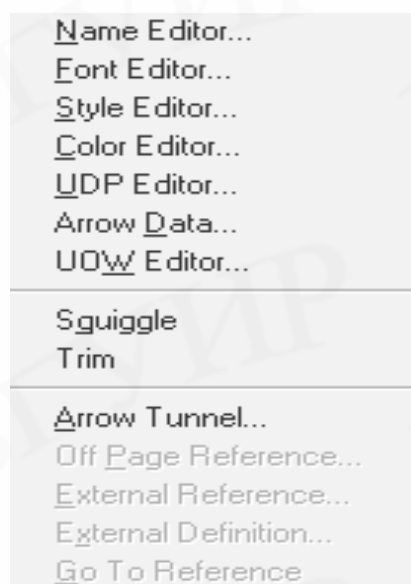 Name Editor...
Font Editor...
Style Editor...
Color Editor...
UDP Editor...
Arrow Data...
UOW Editor...
Sguiggle
Trim
Arrow Tunnel...
Off Page Reference...
External Reference...
External Definition...
Go To Reference